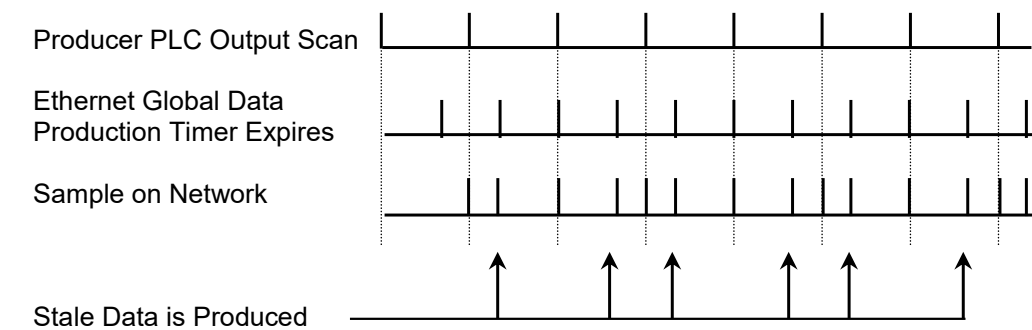 Producer PLC Output Scan
Ethernet Global Data
Production Timer Expires
Sample on Network
Stale Data is Produced